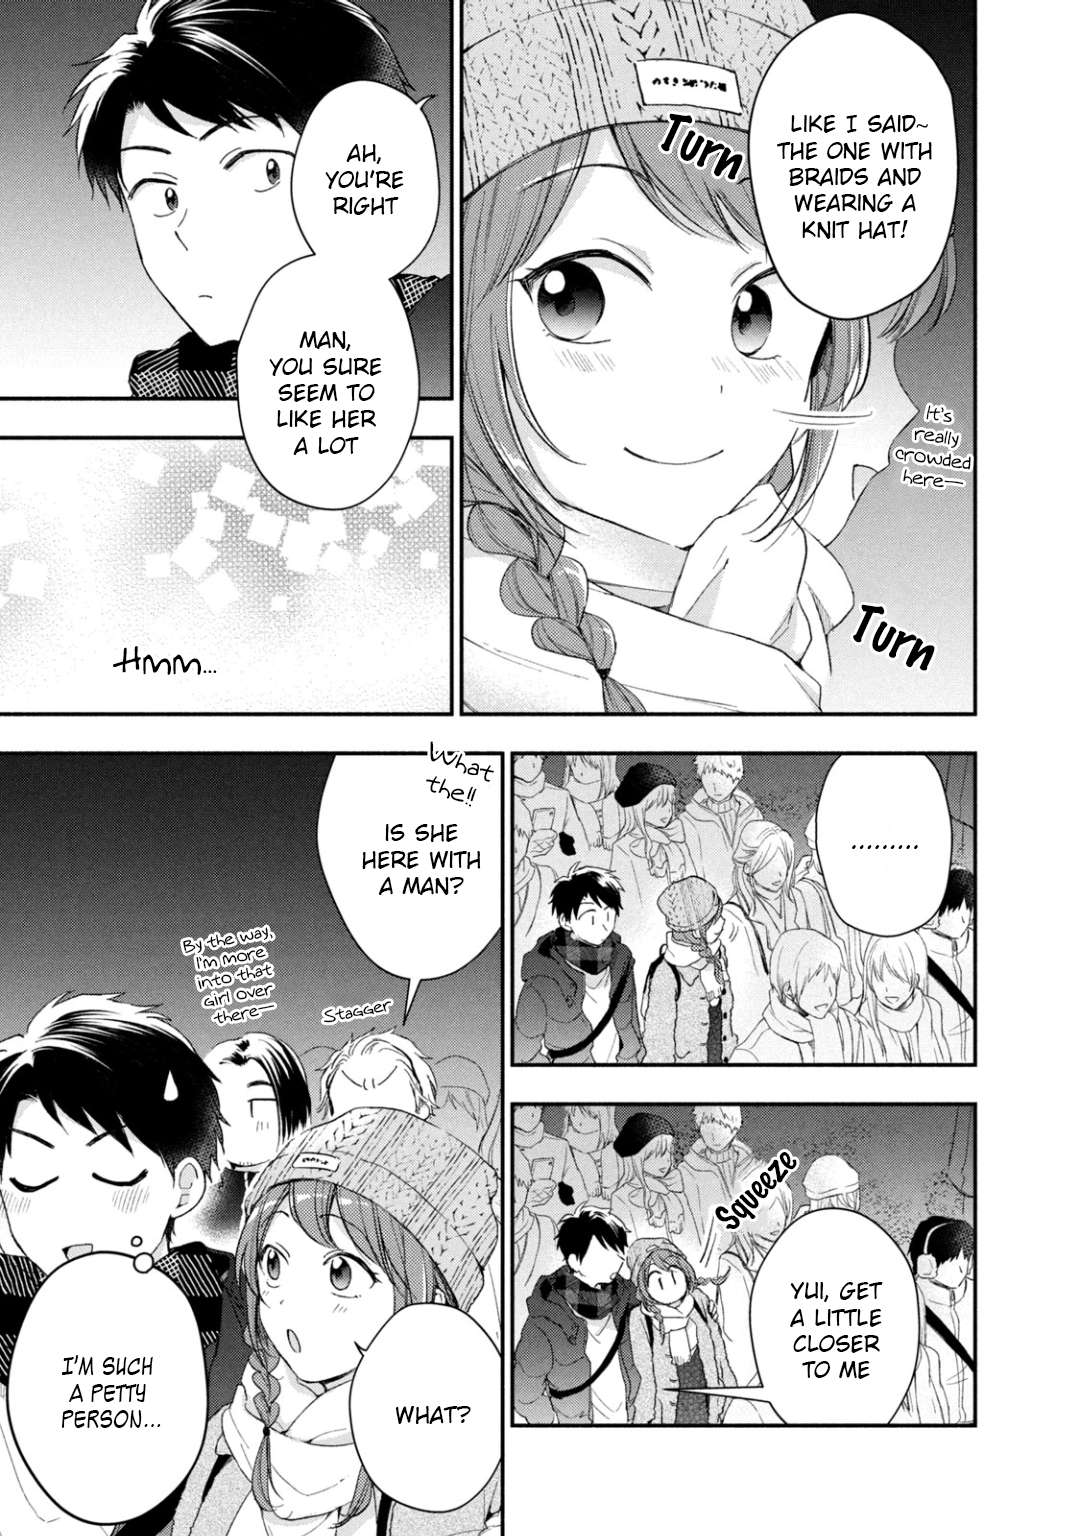 LIKE I SAID~
THE ONE WITH
BRAIDS AND
WEARING A
KNIT HAT!
Turn
It's
really
crowded
here—
Turn
AH,
YOU'RE
RIGHT
MAN,
YOU SURE
SEEM TO
LIKE HER
A LOT
Hmm...
.........
Squeeze
YUI, GET
A LITTLE
CLOSER
TO ME
What
the!!
IS SHE
HERE WITH
A MAN?
Stagger
By the way,
I'm more
into that
girl over
there—
WHAT?
I'M SUCH
A PETTY
PERSON...